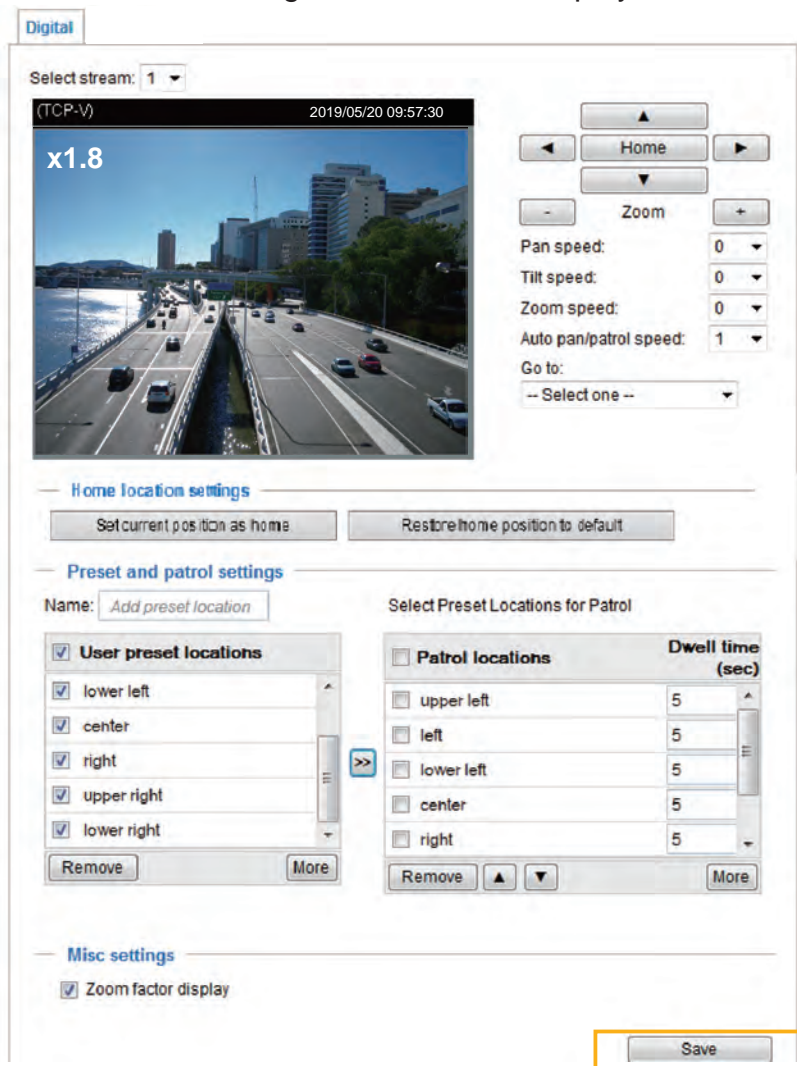 Digital
Select stream: 1
(TCP-V) 2019/05/20 09:57:30
x1.8
Home
- Zoom +
Pan speed: 0
Tilt speed: 0
Zoom speed: 0
Auto pan/patrol speed: 1
Go to:
-- Select one --
Home location settings
Set current position as home
Restore home position to default
Preset and patrol settings
Name: Add preset location
Select Preset Locations for Patrol
User preset locations
lower left
center
right
upper right
lower right
Remove
More
>>
Patrol locations Dwell time (sec)
upper left 5
left 5
lower left 5
center 5
right 5
Remove
More
Misc settings
Zoom factor display
Save